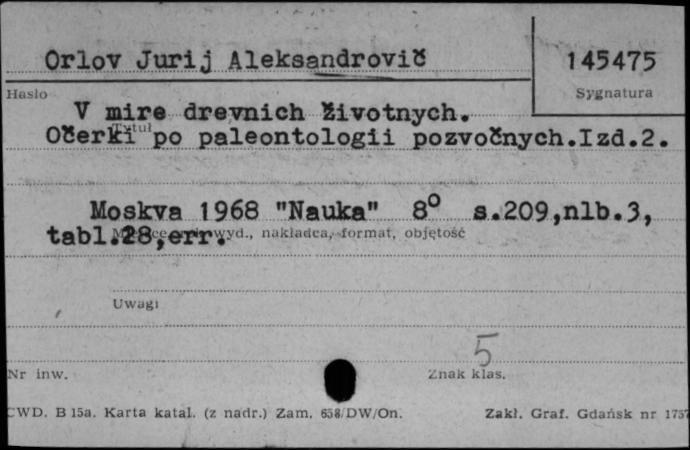 Orlov Jurij Aleksandrovič
145475
Hasło
Sygnatura
V mire drevnich životnych.
Tytuł
Očerki po paleontologii pozvočnych.Izd.2.
Moskva 1968 "Nauka" 8° s.209,nlb.3,
tabl.28,err.
wyd., nakładca, format, objętość
Uwagi
5
Nr inw.
Znak klas.
CWD. B 15a. Karta katal. (z nadr.) Zam. 658/DW/On.
Zakł. Graf. Gdańsk nr 1757